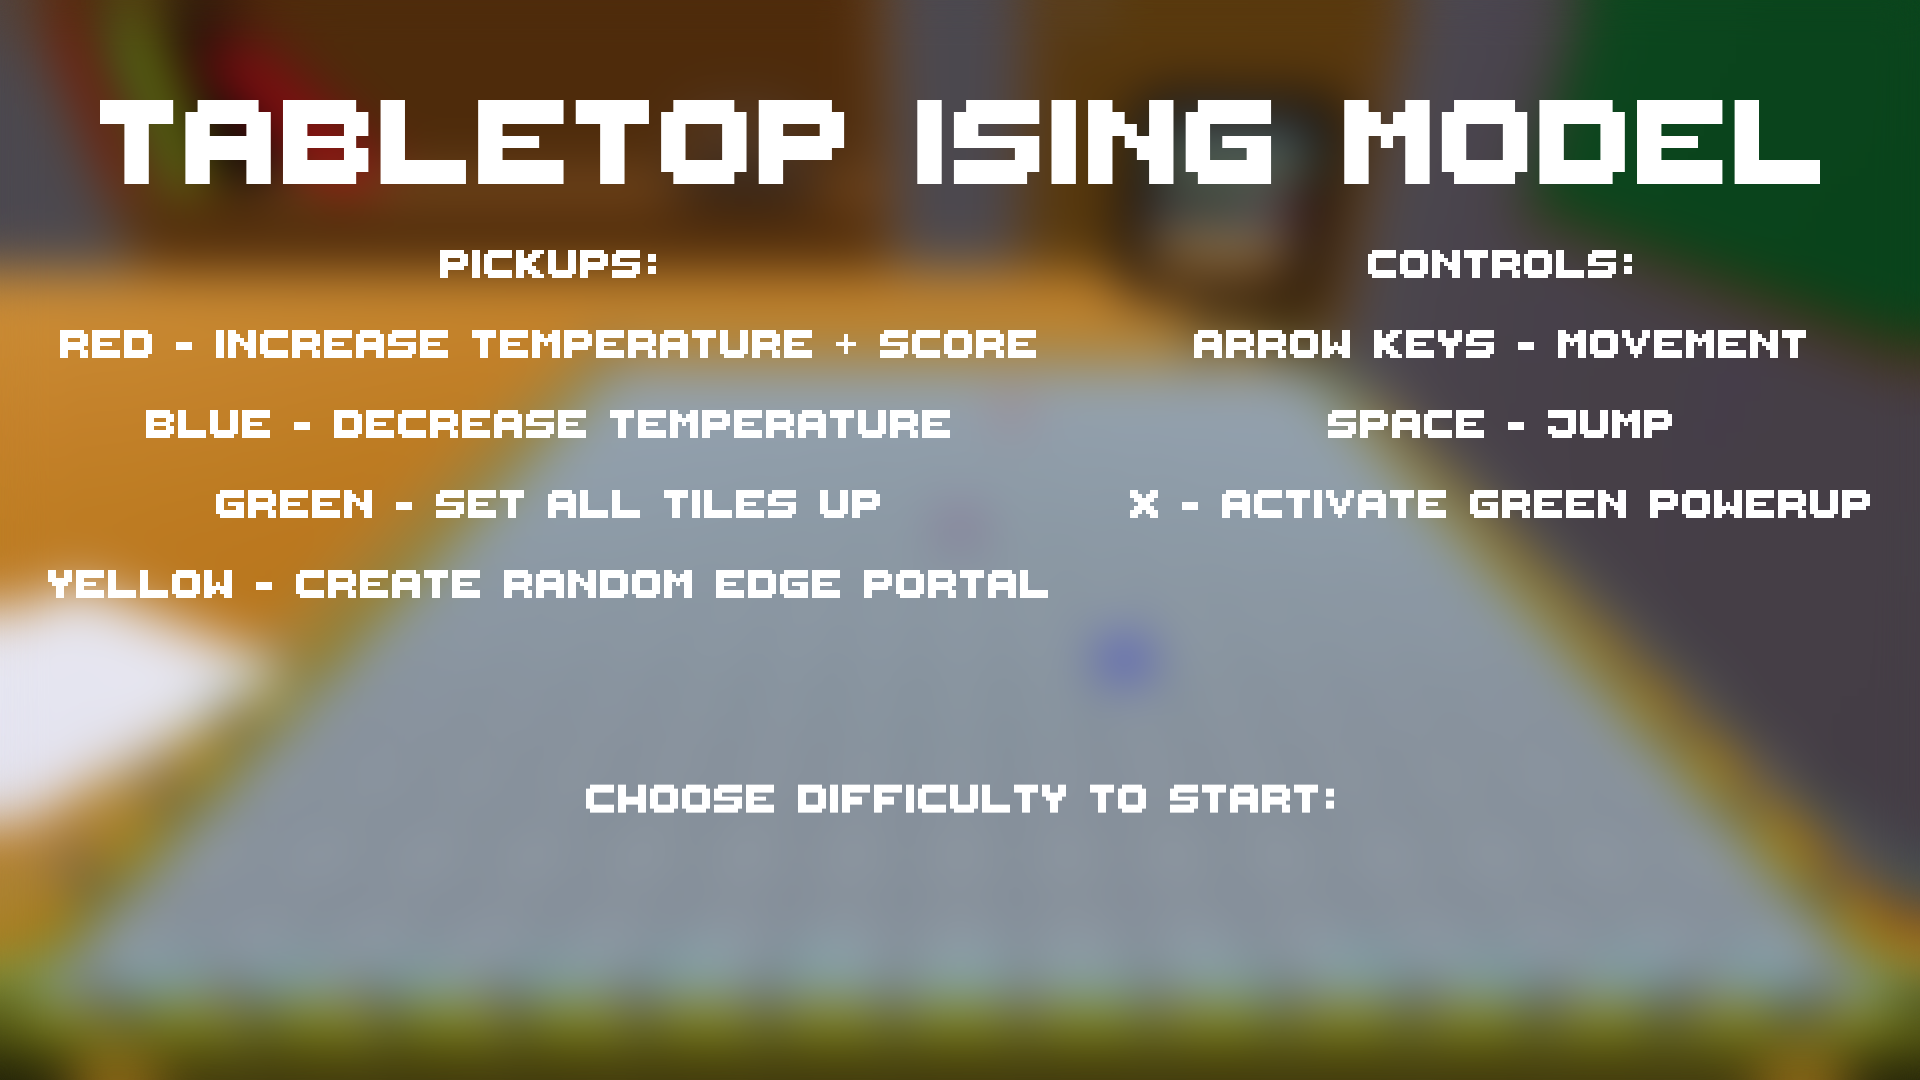 TABLETOP ISING MODEL
PICKUPS:
RED - INCREASE TEMPERATURE + SCORE
BLUE - DECREASE TEMPERATURE
GREEN - SET ALL TILES UP
YELLOW - CREATE RANDOM EDGE PORTAL
CONTROLS:
ARROW KEYS - MOVEMENT
SPACE - JUMP
X - ACTIVATE GREEN POWERUP
CHOOSE DIFFICULTY TO START: